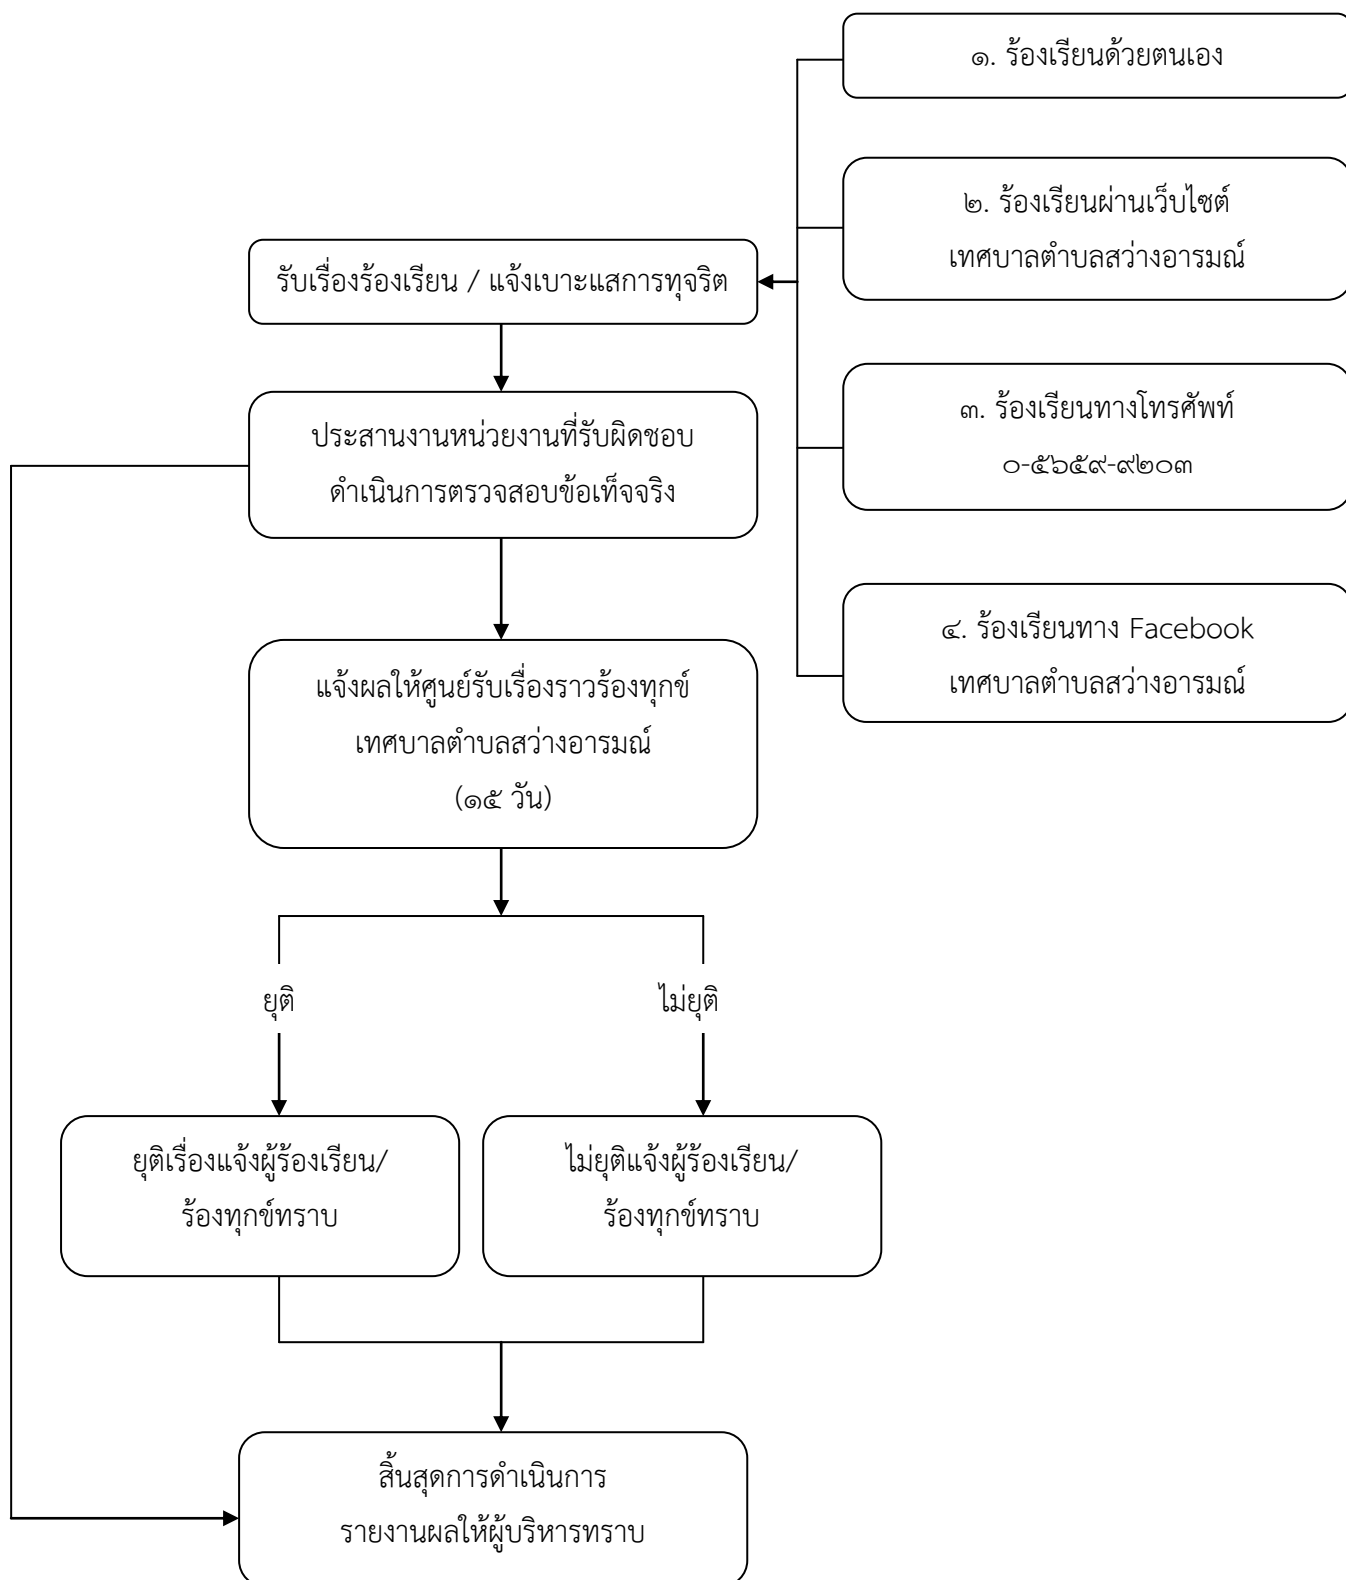 ๑. ร้องเรียนด้วยตนเอง
๒. ร้องเรียนผ่านเว็บไซต์
เทศบาลตำบลสว่างอารมณ์
รับเรื่องร้องเรียน / แจ้งเบาะแสการทุจริต
๓. ร้องเรียนทางโทรศัพท์
๐-๕๖๕๙-๙๒๐๓
ประสานงานหน่วยงานที่รับผิดชอบ
ดำเนินการตรวจสอบข้อเท็จจริง
๔. ร้องเรียนทาง Facebook
เทศบาลตำบลสว่างอารมณ์
แจ้งผลให้ศูนย์รับเรื่องราวร้องทุกข์
เทศบาลตำบลสว่างอารมณ์
(๑๕ วัน)
ยุติ
ไม่ยุติ
ยุติเรื่องแจ้งผู้ร้องเรียน/
ร้องทุกข์ทราบ
ไม่ยุติแจ้งผู้ร้องเรียน/
ร้องทุกข์ทราบ
สิ้นสุดการดำเนินการ
รายงานผลให้ผู้บริหารทราบ